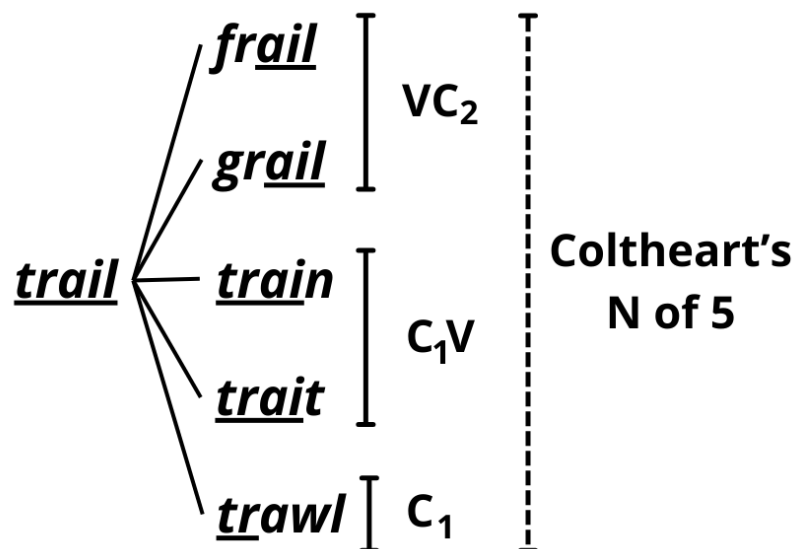 frail
VC₂
grail
trail
train
Coltheart’s
N of 5
C₁V
trait
trawl
C₁